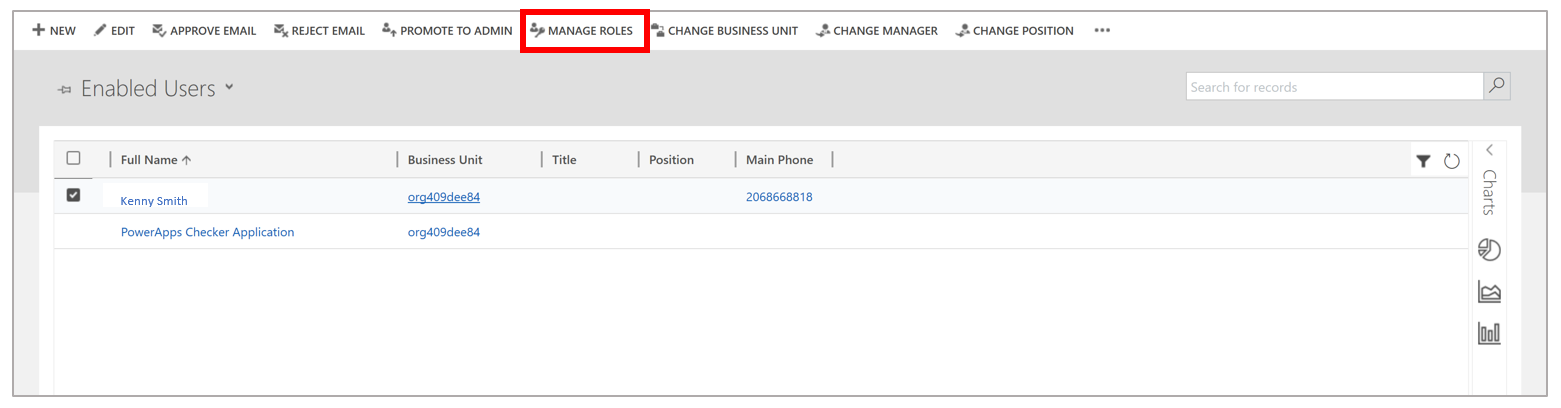 NEW EDIT APPROVE EMAIL REJECT EMAIL PROMOTE TO ADMIN MANAGE ROLES CHANGE BUSINESS UNIT CHANGE MANAGER CHANGE POSITION
Enabled Users
Search for records
Full Name Business Unit Title Position Main Phone
Kenny Smith org409dee84 2068668818
PowerApps Checker Application org409dee84
Charts